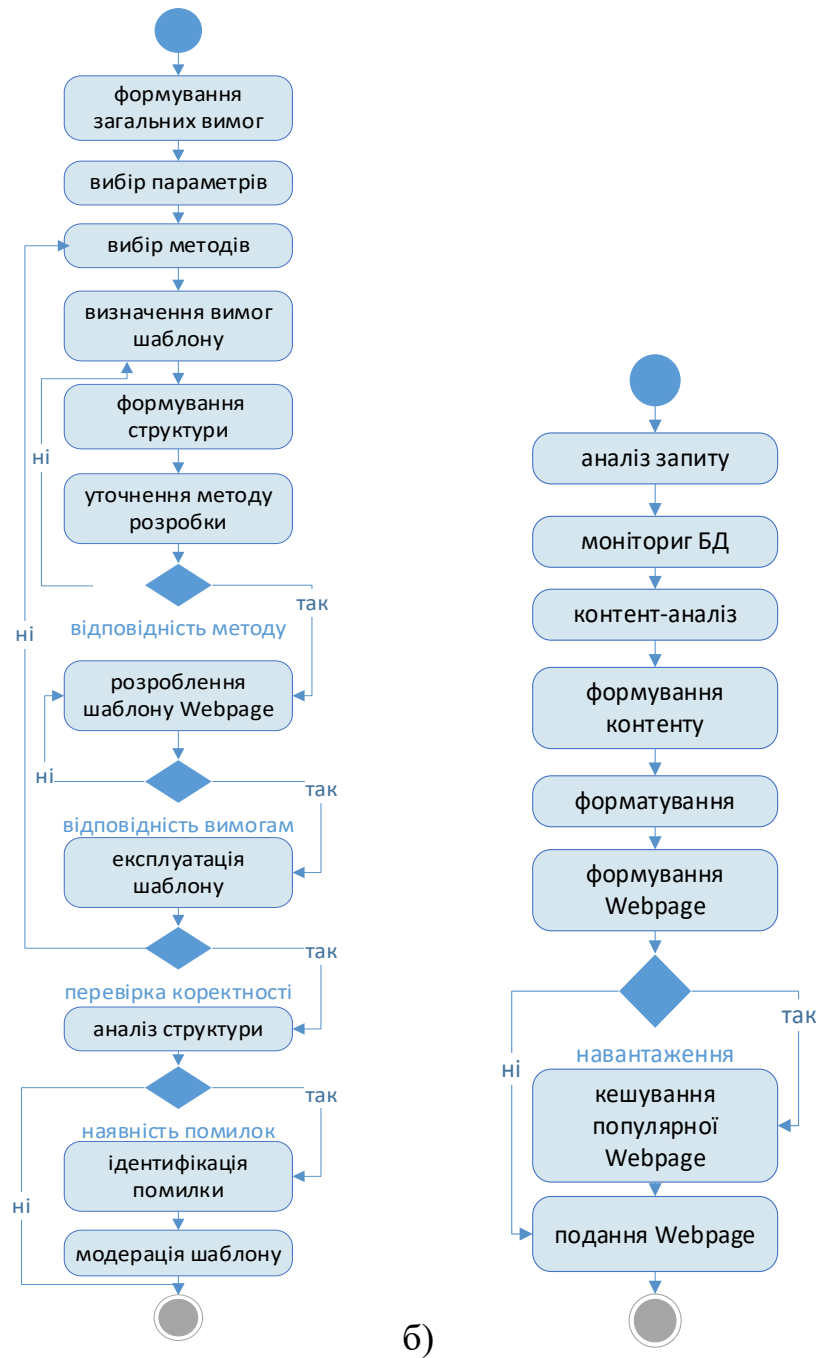 формування
загальних вимог
вибір параметрів
вибір методів
визначення вимог
шаблону
формування
структури
ні
уточнення методу
розробки
так
ні
відповідність методу
розроблення
шаблону Webpage
ні
так
відповідність вимогам
експлуатація
шаблону
так
перевірка коректності
аналіз структури
так
наявність помилок
ідентифікація
помилки
ні
модерація шаблону
аналіз запиту
моніториг БД
контент-аналіз
формування
контенту
форматування
формування
Webpage
так
навантаження
ні
кешування
популярної
Webpage
подання Webpage
б)